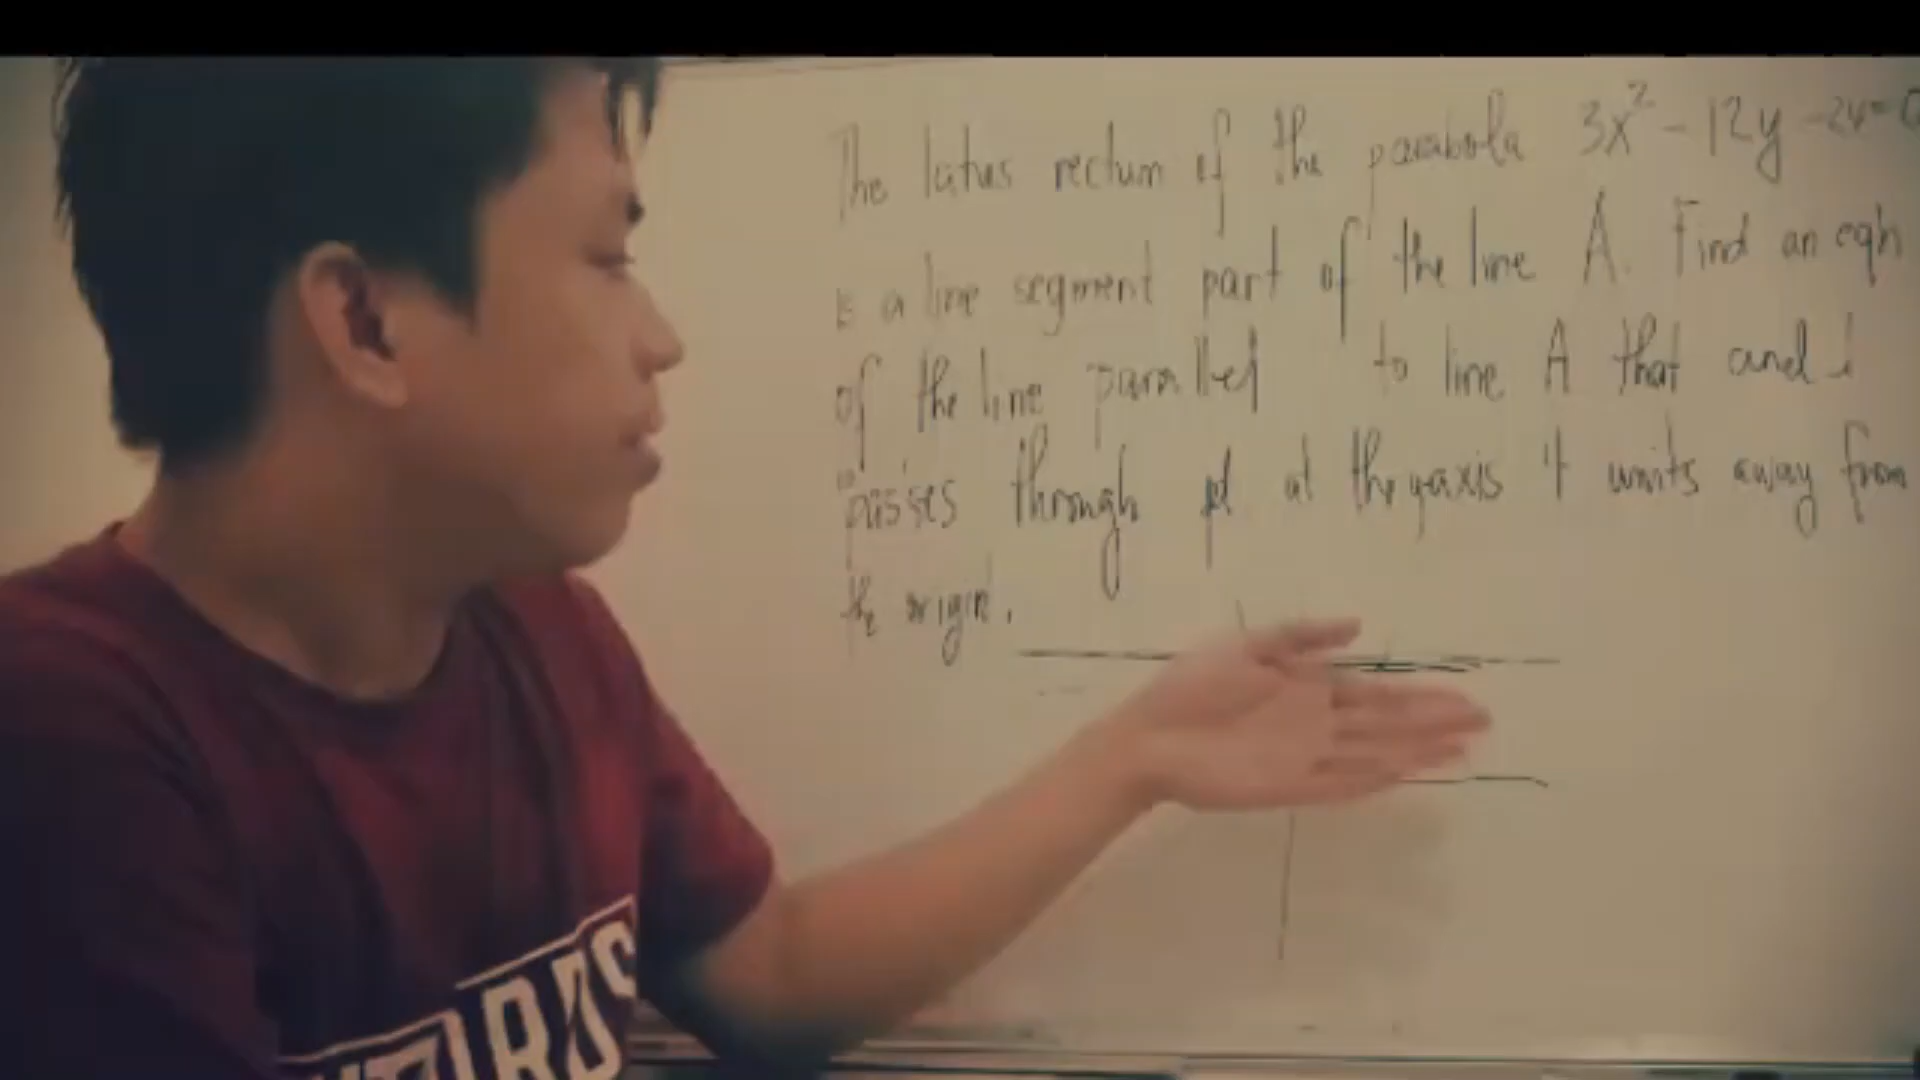 The latus rectum of the parabola 3x² - 12y - 24 = 0
is a line segment part of the line A. Find an eqn
of the line parallel to line A that and
passes through pt. at the y-axis 4 units away from
the origin.